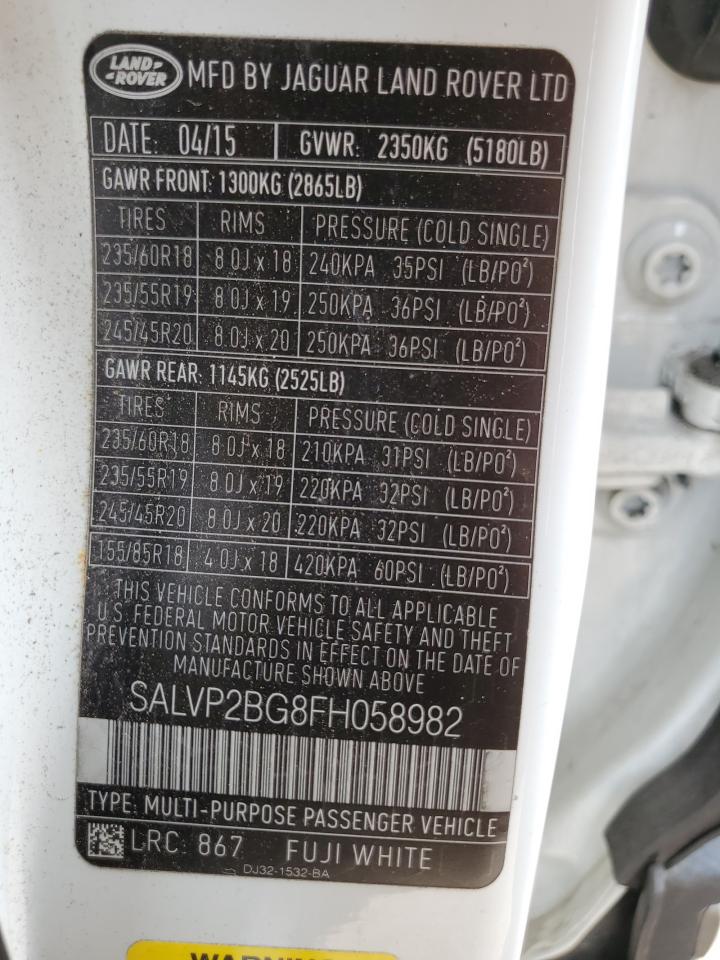 LAND-
ROVER MFD BY JAGUAR LAND ROVER LTD
DATE: 04/15 GVWR: 2350KG (5180LB)
GAWR FRONT: 1300KG (2865LB)
TIRES RIMS PRESSURE (COLD SINGLE)
235/60R18 8.0J x 18 240KPA 35PSI (LB/PO²)
235/55R19 8.0J x 19 250KPA 36PSI (LB/PO²)
245/45R20 8.0J x 20 250KPA 36PSI (LB/PO²)
GAWR REAR: 1145KG (2525LB)
TIRES RIMS PRESSURE (COLD SINGLE)
235/60R18 8.0J x 18 210KPA 31PSI (LB/PO²)
235/55R19 8.0J x 19 220KPA 32PSI (LB/PO²)
245/45R20 8.0J x 20 220KPA 32PSI (LB/PO²)
155/85R18 4.0J x 18 420KPA 60PSI (LB/PO²)
THIS VEHICLE CONFORMS TO ALL APPLICABLE
U.S. FEDERAL MOTOR VEHICLE SAFETY AND THEFT
PREVENTION STANDARDS IN EFFECT ON DATE OF
MANUFACTURE SHOWN ABOVE
SALVP2BG8FH058982
TYPE: MULTI-PURPOSE PASSENGER VEHICLE
LRC: 867 FUJI WHITE
DJ32-1532-BA
WARNING